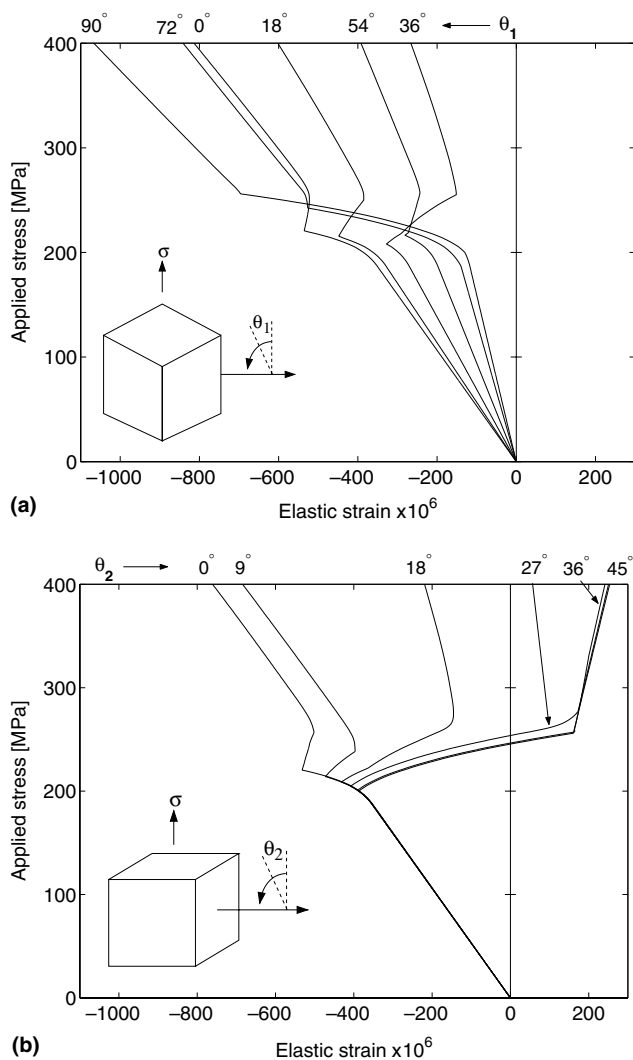 90° 72° 0° 18° 54° 36° θ1
400
300
200
100
0
Applied stress [MPa]
σ
θ1
−1000 −800 −600 −400 −200 0 200
(a)
Elastic strain x10^6
θ2 0° 9° 18° 27° 36° 45°
400
300
200
100
0
Applied stress [MPa]
σ
θ2
−1000 −800 −600 −400 −200 0 200
(b)
Elastic strain x10^6